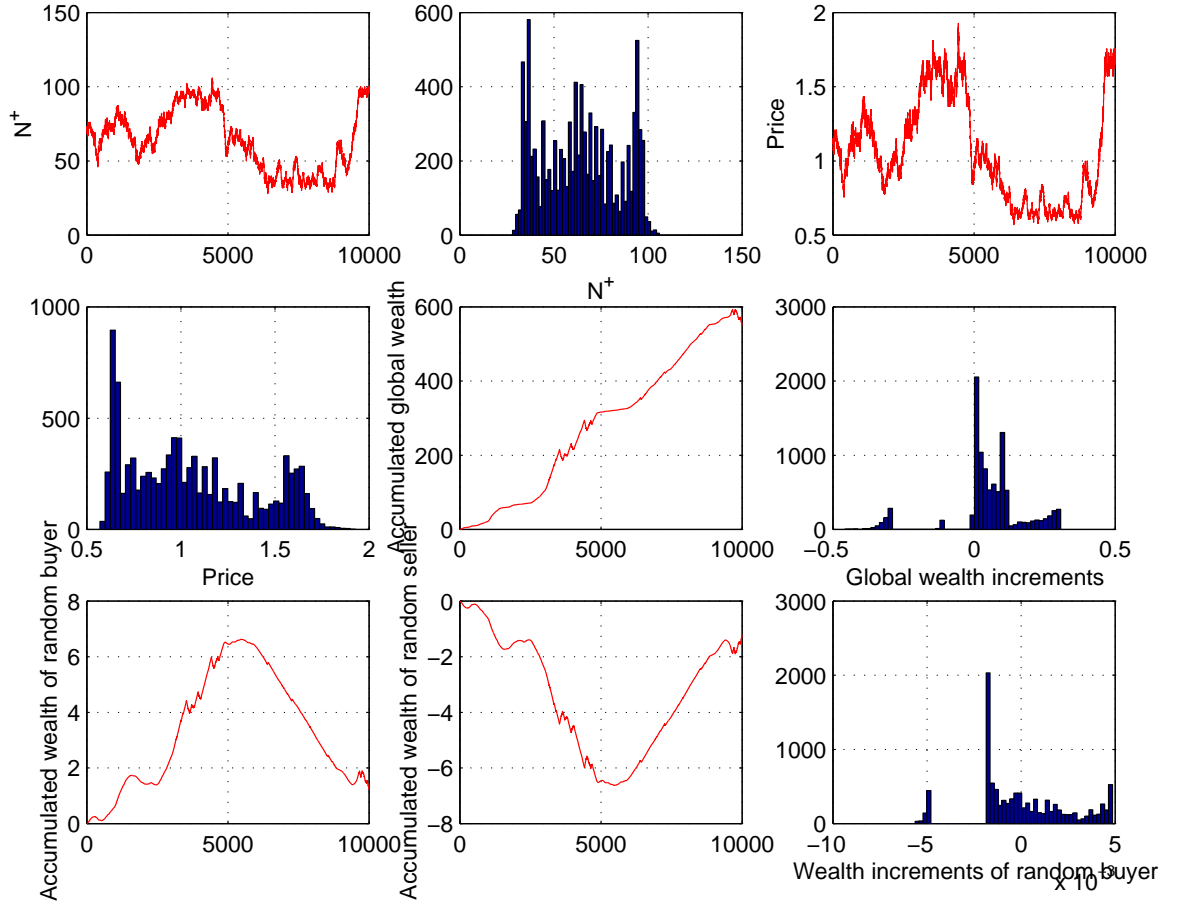 150
100
50
0
0 5000 10000
N+
600
400
200
0
0 50 100 150
N+
2
1.5
1
0.5
0 5000 10000
Price
1000
500
0
0.5 1 1.5 2
Price
600
400
200
0
0 5000 10000
Accumulated global wealth
3000
2000
1000
0
−0.5 0 0.5
Global wealth increments
8
6
4
2
0
0 5000 10000
Accumulated wealth of random buyer
0
−2
−4
−6
−8
0 5000 10000
Accumulated wealth of random seller
3000
2000
1000
0
−10 −5 0 5
x 10−3
Wealth increments of random buyer